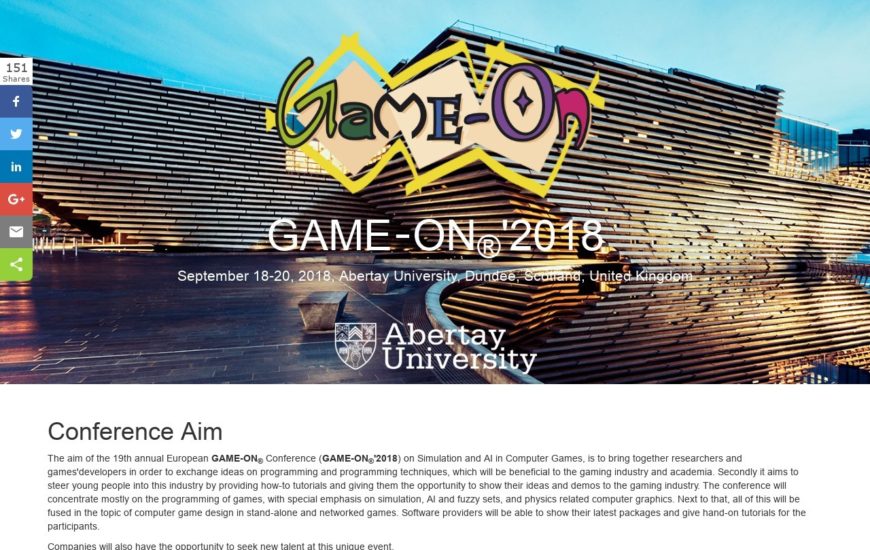 151
Shares
GAME-ON
GAME-ON®'2018
September 18-20, 2018, Abertay University, Dundee, Scotland, United Kingdom
Abertay
University
Conference Aim
The aim of the 19th annual European GAME-ON® Conference (GAME-ON®'2018) on Simulation and AI in Computer Games, is to bring together researchers and
games'developers in order to exchange ideas on programming and programming techniques, which will be beneficial to the gaming industry and academia. Secondly it aims to
steer young people into this industry by providing how-to tutorials and giving them the opportunity to show their ideas and demos to the gaming industry. The conference will
concentrate mostly on the programming of games, with special emphasis on simulation, AI and fuzzy sets, and physics related computer graphics. Next to that, all of this will be
fused in the topic of computer game design in stand-alone and networked games. Software providers will be able to show their latest packages and give hand-on tutorials for the
participants.
Companies will also have the opportunity to seek new talent at this unique event.